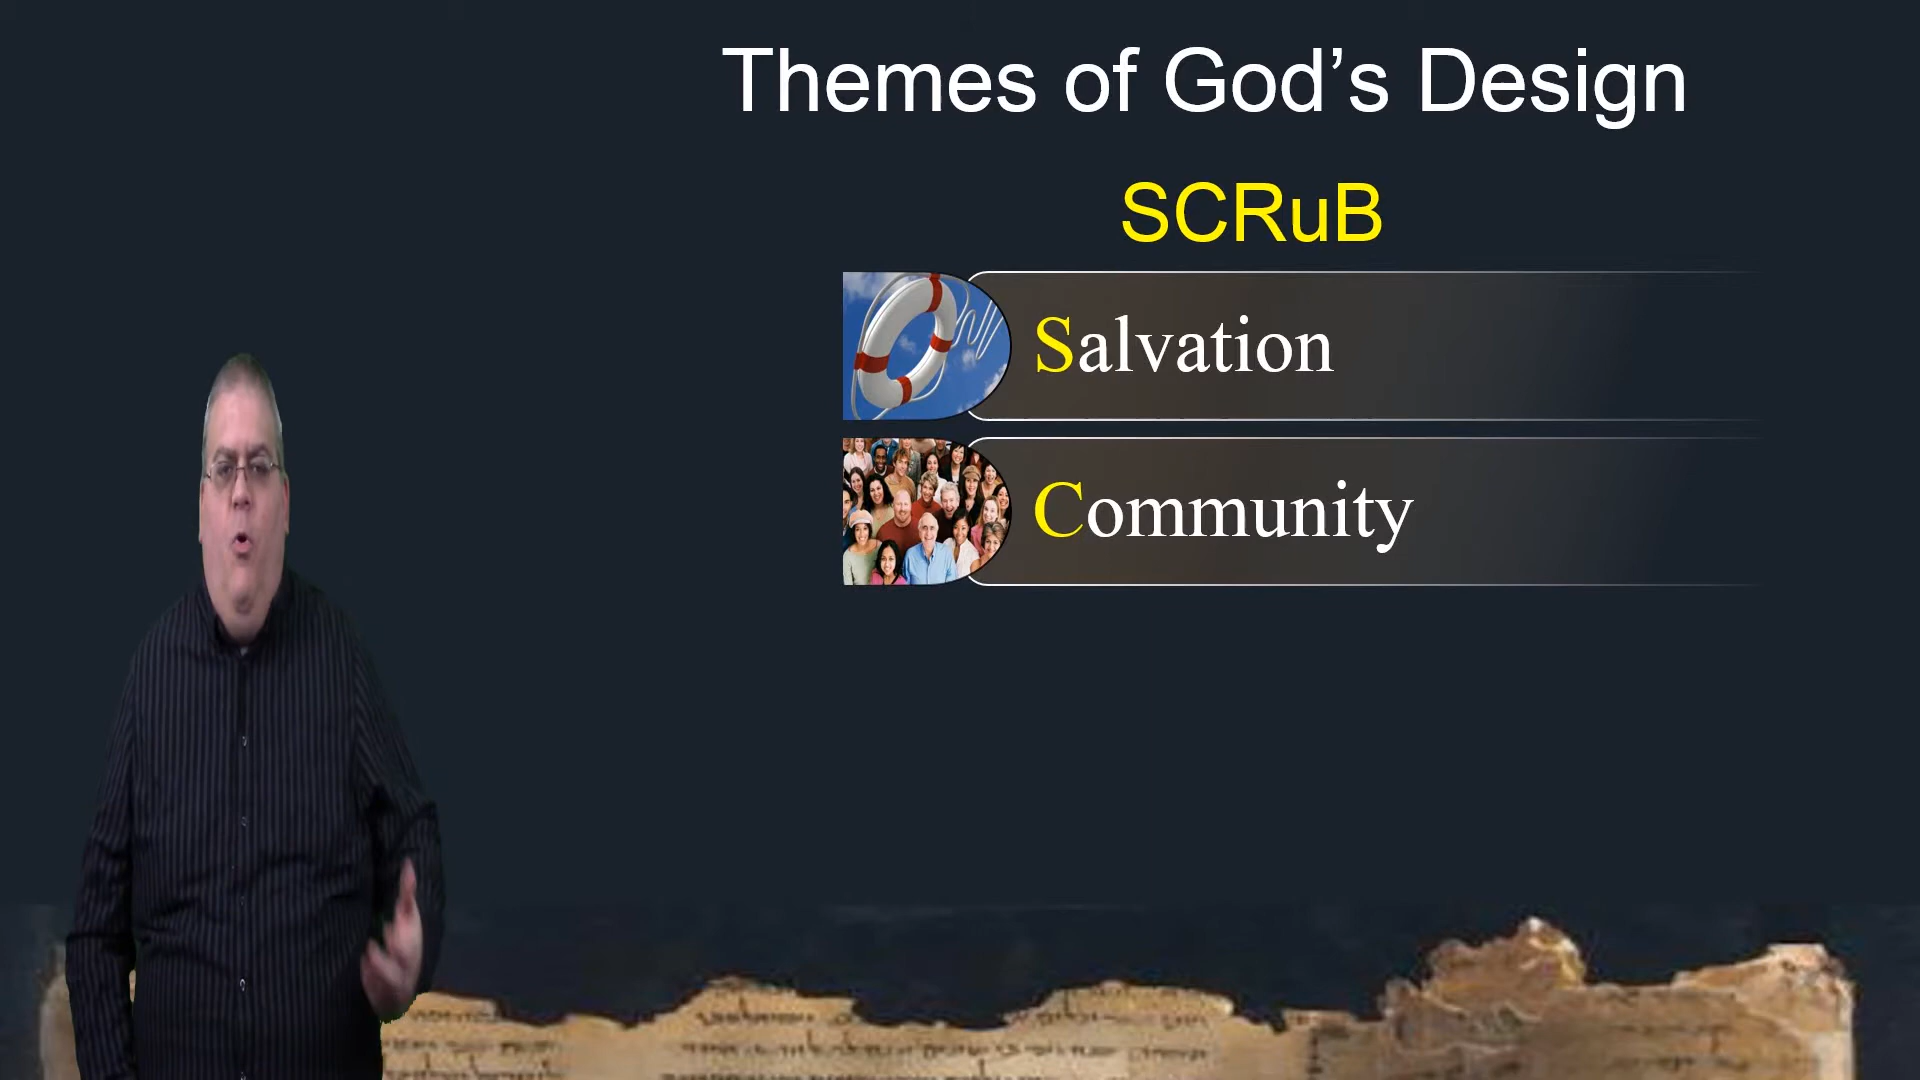 Themes of God’s Design
SCRuB
Salvation
Community